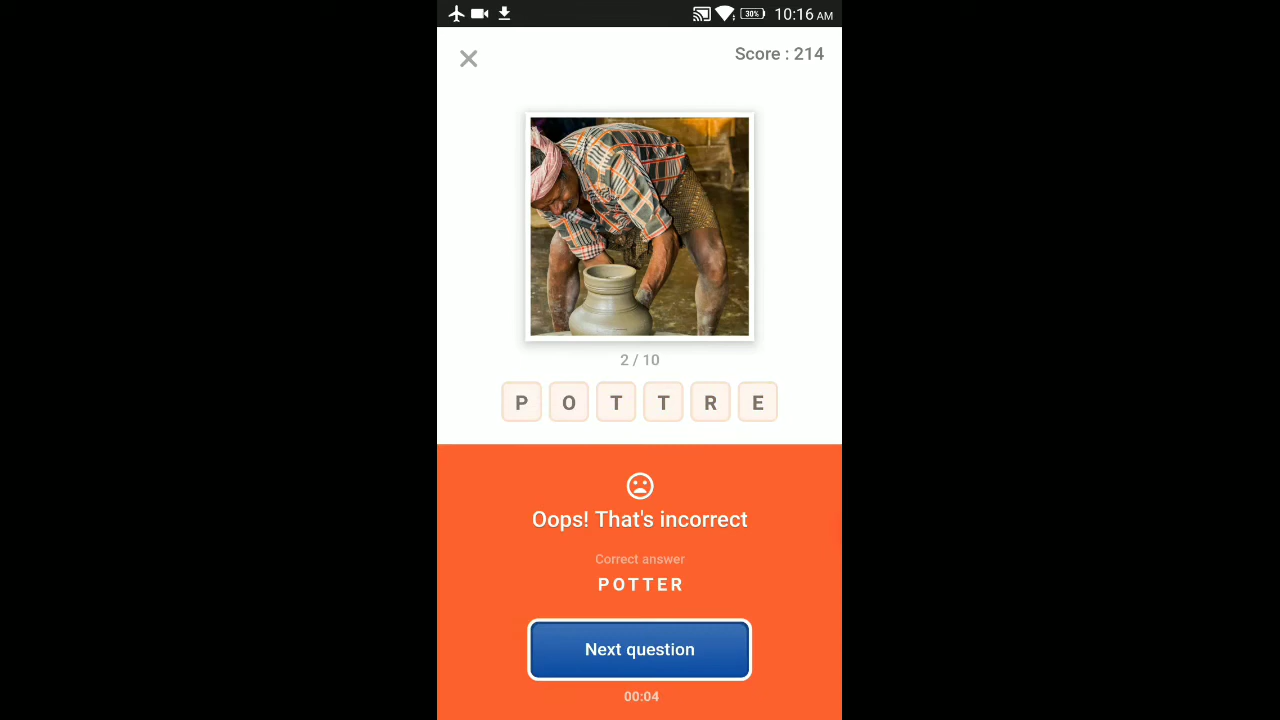 30% 10:16 AM
Score : 214
2 / 10
P O T T R E
Oops! That's incorrect
Correct answer
POTTER
Next question
00:04